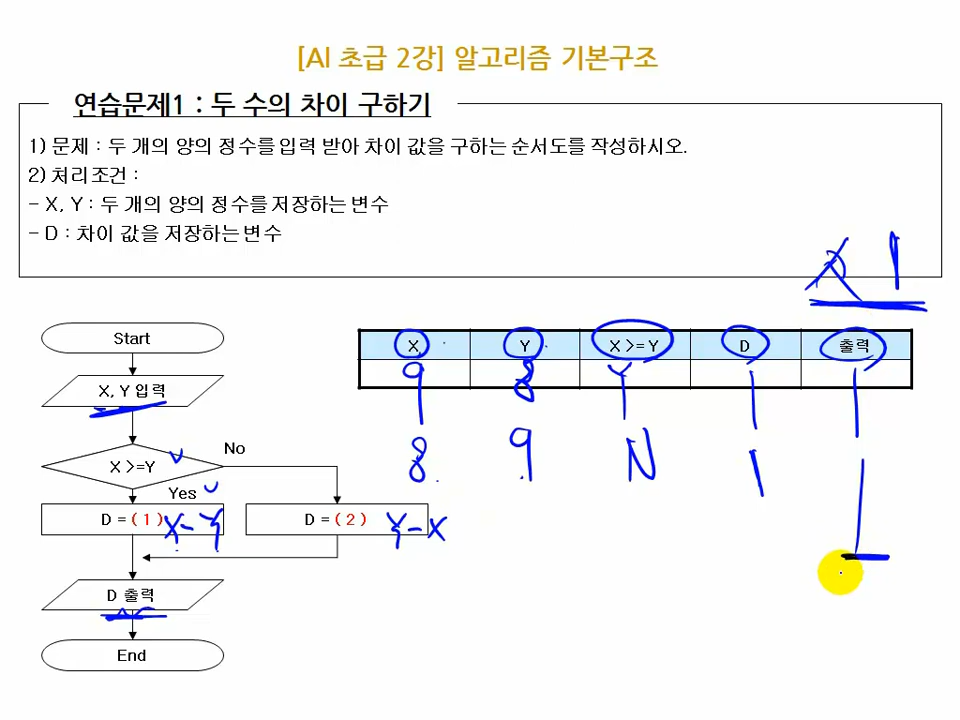 [AI 초급 2강] 알고리즘 기본구조
연습문제1 : 두 수의 차이 구하기
1) 문제 : 두 개의 양의 정수를 입력 받아 차이 값을 구하는 순서도를 작성하시오.
2) 처리조건 :
- X, Y : 두 개의 양의 정수를 저장하는 변수
- D : 차이 값을 저장하는 변수
1
Start
X, Y 입력
X >=Y
No
Yes
D = ( 1 ) X-Y
D = ( 2 ) Y-X
D 출력
End
X Y X >= Y D 출력
9 8 Y 1 1
8 9 N 1 1